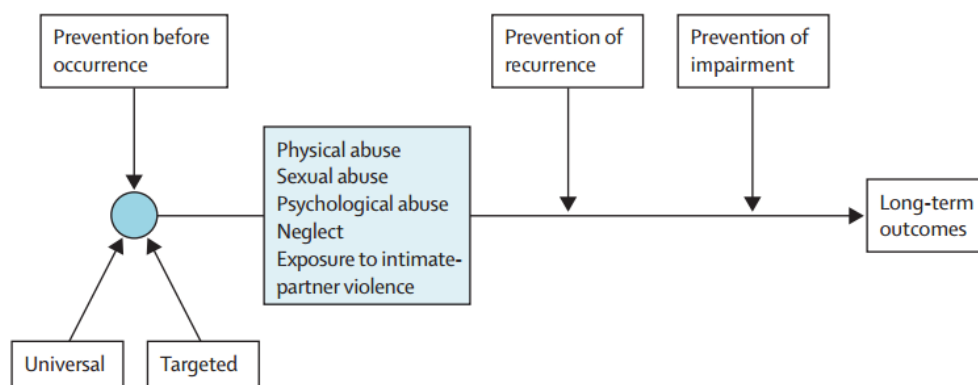 Prevention before
occurrence
Prevention of
recurrence
Prevention of
impairment
Physical abuse
Sexual abuse
Psychological abuse
Neglect
Exposure to intimate-
partner violence
Long-term
outcomes
Universal
Targeted